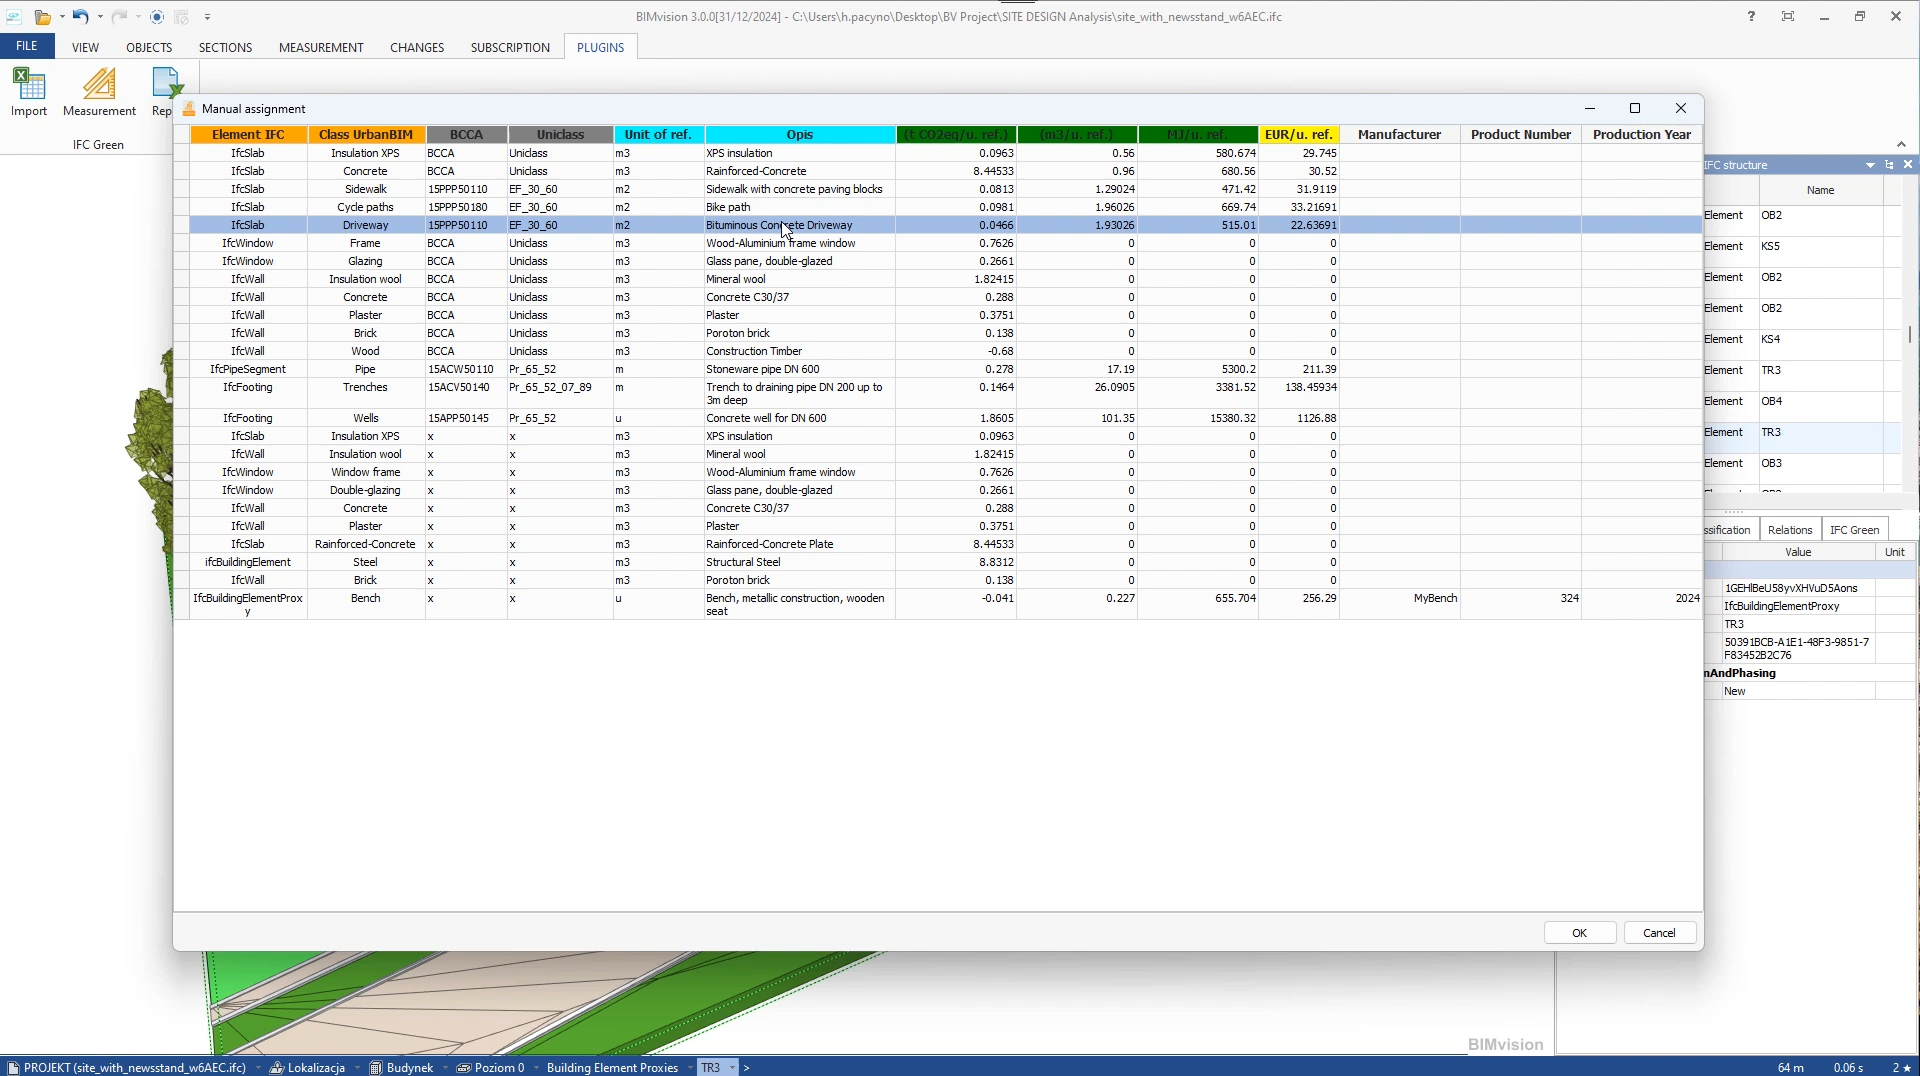 BIMvision 3.0.0[31/12/2024] - C:\Users\h.pacyno\Desktop\BV Project\SITE DESIGN Analysis\site_with_newsstand_w6AEC.ifc
FILE VIEW OBJECTS SECTIONS MEASUREMENT CHANGES SUBSCRIPTION PLUGINS
Import Measurement Rep
IFC Green
Manual assignment
Element IFC Class UrbanBIM BCCA Uniclass Unit of ref. Opis (t CO2eq/u. ref.) (m3/u. ref.) MJ/u. ref. EUR/u. ref. Manufacturer Product Number Production Year
IfcSlab Insulation XPS BCCA Uniclass m3 XPS insulation 0.0963 0.56 580.674 29.745
IfcSlab Concrete BCCA Uniclass m3 Rainforced-Concrete 8.44533 0.96 680.56 30.52
IfcSlab Sidewalk 15PPP50110 EF_30_60 m2 Sidewalk with concrete paving blocks 0.0813 1.29024 471.42 31.9119
IfcSlab Cycle paths 15PPP50180 EF_30_60 m2 Bike path 0.0981 1.96026 669.74 33.21691
IfcSlab Driveway 15PPP50110 EF_30_60 m2 Bituminous Concrete Driveway 0.0466 1.93026 515.01 22.63691
IfcWindow Frame BCCA Uniclass m3 Wood-Aluminium frame window 0.7626 0 0 0
IfcWindow Glazing BCCA Uniclass m3 Glass pane, double-glazed 0.2661 0 0 0
IfcWall Insulation wool BCCA Uniclass m3 Mineral wool 1.82415 0 0 0
IfcWall Concrete BCCA Uniclass m3 Concrete C30/37 0.288 0 0 0
IfcWall Plaster BCCA Uniclass m3 Plaster 0.3751 0 0 0
IfcWall Brick BCCA Uniclass m3 Poroton brick 0.138 0 0 0
IfcWall Wood BCCA Uniclass m3 Construction Timber -0.68 0 0 0
IfcPipeSegment Pipe 15ACW50110 Pr_65_52 m Stoneware pipe DN 600 0.278 17.19 5300.2 211.39
IfcFooting Trenches 15ACV50140 Pr_65_52_07_89 m Trench to draining pipe DN 200 up to 0.1464 26.0905 3381.52 138.45934
3m deep
IfcFooting Wells 15APP50145 Pr_65_52 u Concrete well for DN 600 1.8605 101.35 15380.32 1126.88
IfcSlab Insulation XPS x x m3 XPS insulation 0.0963 0 0 0
IfcWall Insulation wool x x m3 Mineral wool 1.82415 0 0 0
IfcWindow Window frame x x m3 Wood-Aluminium frame window 0.7626 0 0 0
IfcWindow Double-glazing x x m3 Glass pane, double-glazed 0.2661 0 0 0
IfcWall Concrete x x m3 Concrete C30/37 0.288 0 0 0
IfcWall Plaster x x m3 Plaster 0.3751 0 0 0
IfcSlab Rainforced-Concrete x x m3 Rainforced-Concrete Plate 8.44533 0 0 0
ifcBuildingElement Steel x x m3 Structural Steel 8.8312 0 0 0
IfcWall Brick x x m3 Poroton brick 0.138 0 0 0
IfcBuildingElementProx Bench x x u Bench, metallic construction, wooden -0.041 0.227 655.704 256.29 MyBench 324 2024
y seat
OK Cancel
IFC structure
Name
Element OB2
Element KS5
Element OB2
Element OB2
Element KS4
Element TR3
Element OB4
Element TR3
Element OB3
ssification Relations IFC Green
Value Unit
1GEHlBeU58yvXHVuD5Aons
IfcBuildingElementProxy
TR3
50391BCB-A1E1-48F3-9851-7
F83452B2C76
nAndPhasing
New
BIMvision
PROJEKT (site_with_newsstand_w6AEC.ifc) Lokalizacja Budynek Poziom 0 Building Element Proxies TR3 > 64 m 0.06 s 2